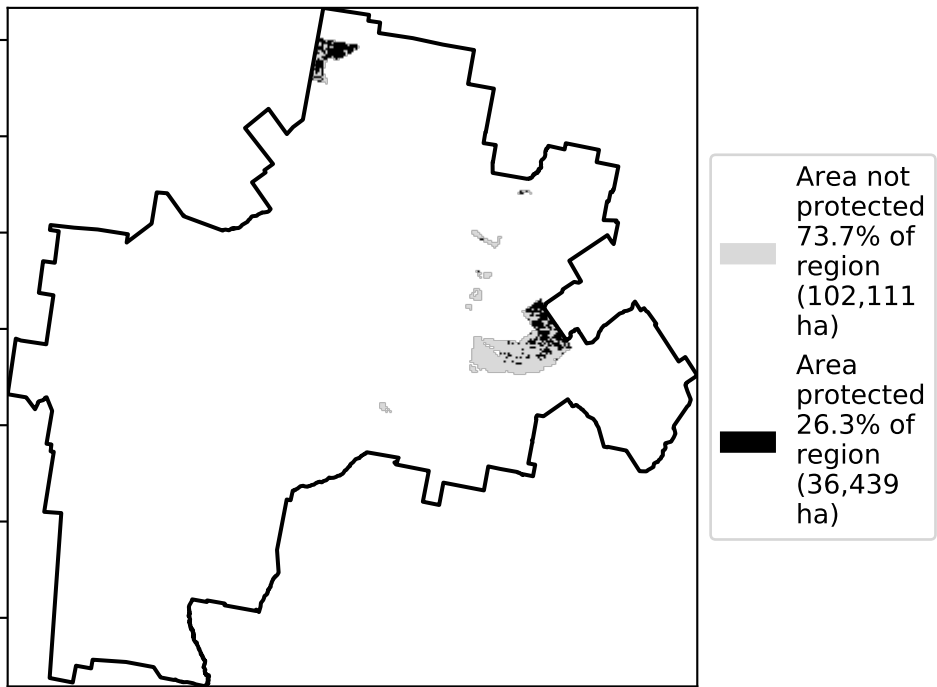 Area not
protected
73.7% of
region
(102,111
ha)
Area
protected
26.3% of
region
(36,439
ha)